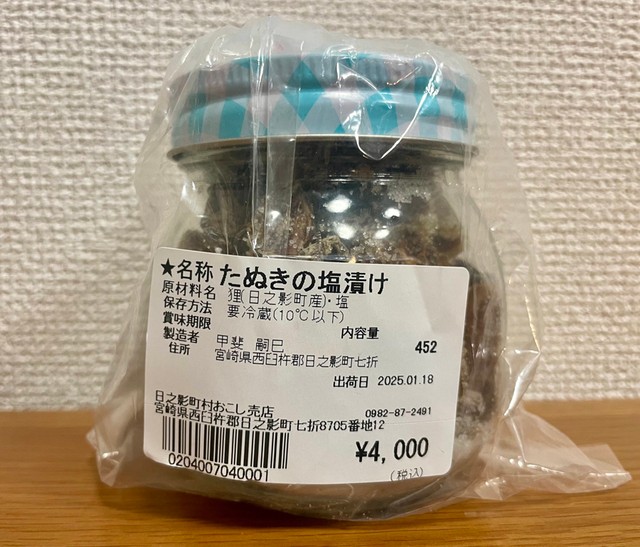 ★名称 たぬきの塩漬け
原材料名 狸(日之影町産)・塩
保存方法 要冷蔵(10℃以下)
賞味期限 内容量 452
製造者 甲斐 嗣巳
住所 宮崎県西臼杵郡日之影町七折
出荷日 2025.01.18
日之影町村おこし売店 0982-87-2491
宮崎県西臼杵郡日之影町七折8705番地12
0204007040001
¥4,000
(税込)